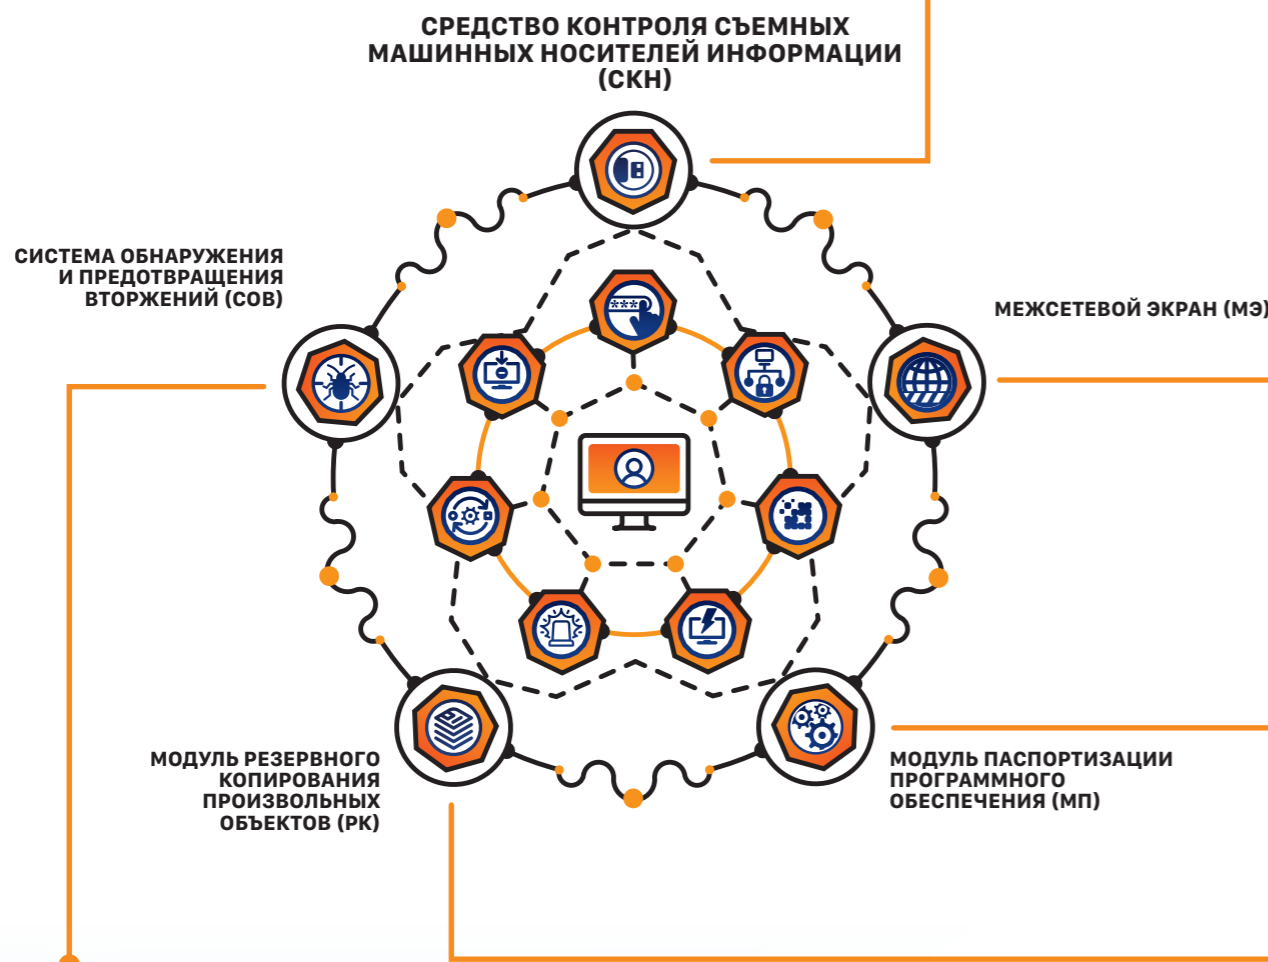 СРЕДСТВО КОНТРОЛЯ СЪЕМНЫХ
МАШИННЫХ НОСИТЕЛЕЙ ИНФОРМАЦИИ
(СКН)
СИСТЕМА ОБНАРУЖЕНИЯ
И ПРЕДОТВРАЩЕНИЯ
ВТОРЖЕНИЙ (СОВ)
МЕЖСЕТЕВОЙ ЭКРАН (МЭ)
***
МОДУЛЬ РЕЗЕРВНОГО
КОПИРОВАНИЯ
ПРОИЗВОЛЬНЫХ
ОБЪЕКТОВ (РК)
МОДУЛЬ ПАСПОРТИЗАЦИИ
ПРОГРАММНОГО
ОБЕСПЕЧЕНИЯ (МП)